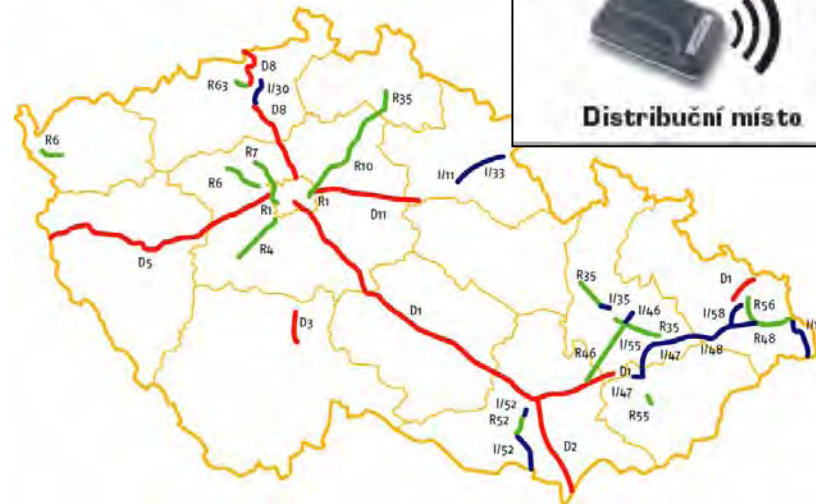 Distribuční místo
D8
R63
I/30
D8
R35
R6
R7
R6
R10
I/11
I/33
R1
R1
D11
R4
D5
D1
D3
R35
I/35
I/46
R35
I/55
R46
D1
I/47
I/47
I/48
I/58
D1
R56
R48
R55
I/52
R52
I/52
D2